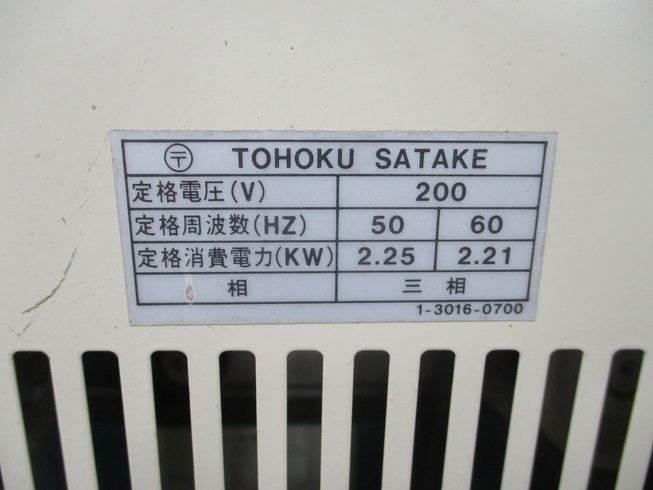 〶 TOHOKU SATAKE
定格電圧(V) 200
定格周波数(HZ) 50 60
定格消費電力(KW) 2.25 2.21
相 三相
1-3016-0700